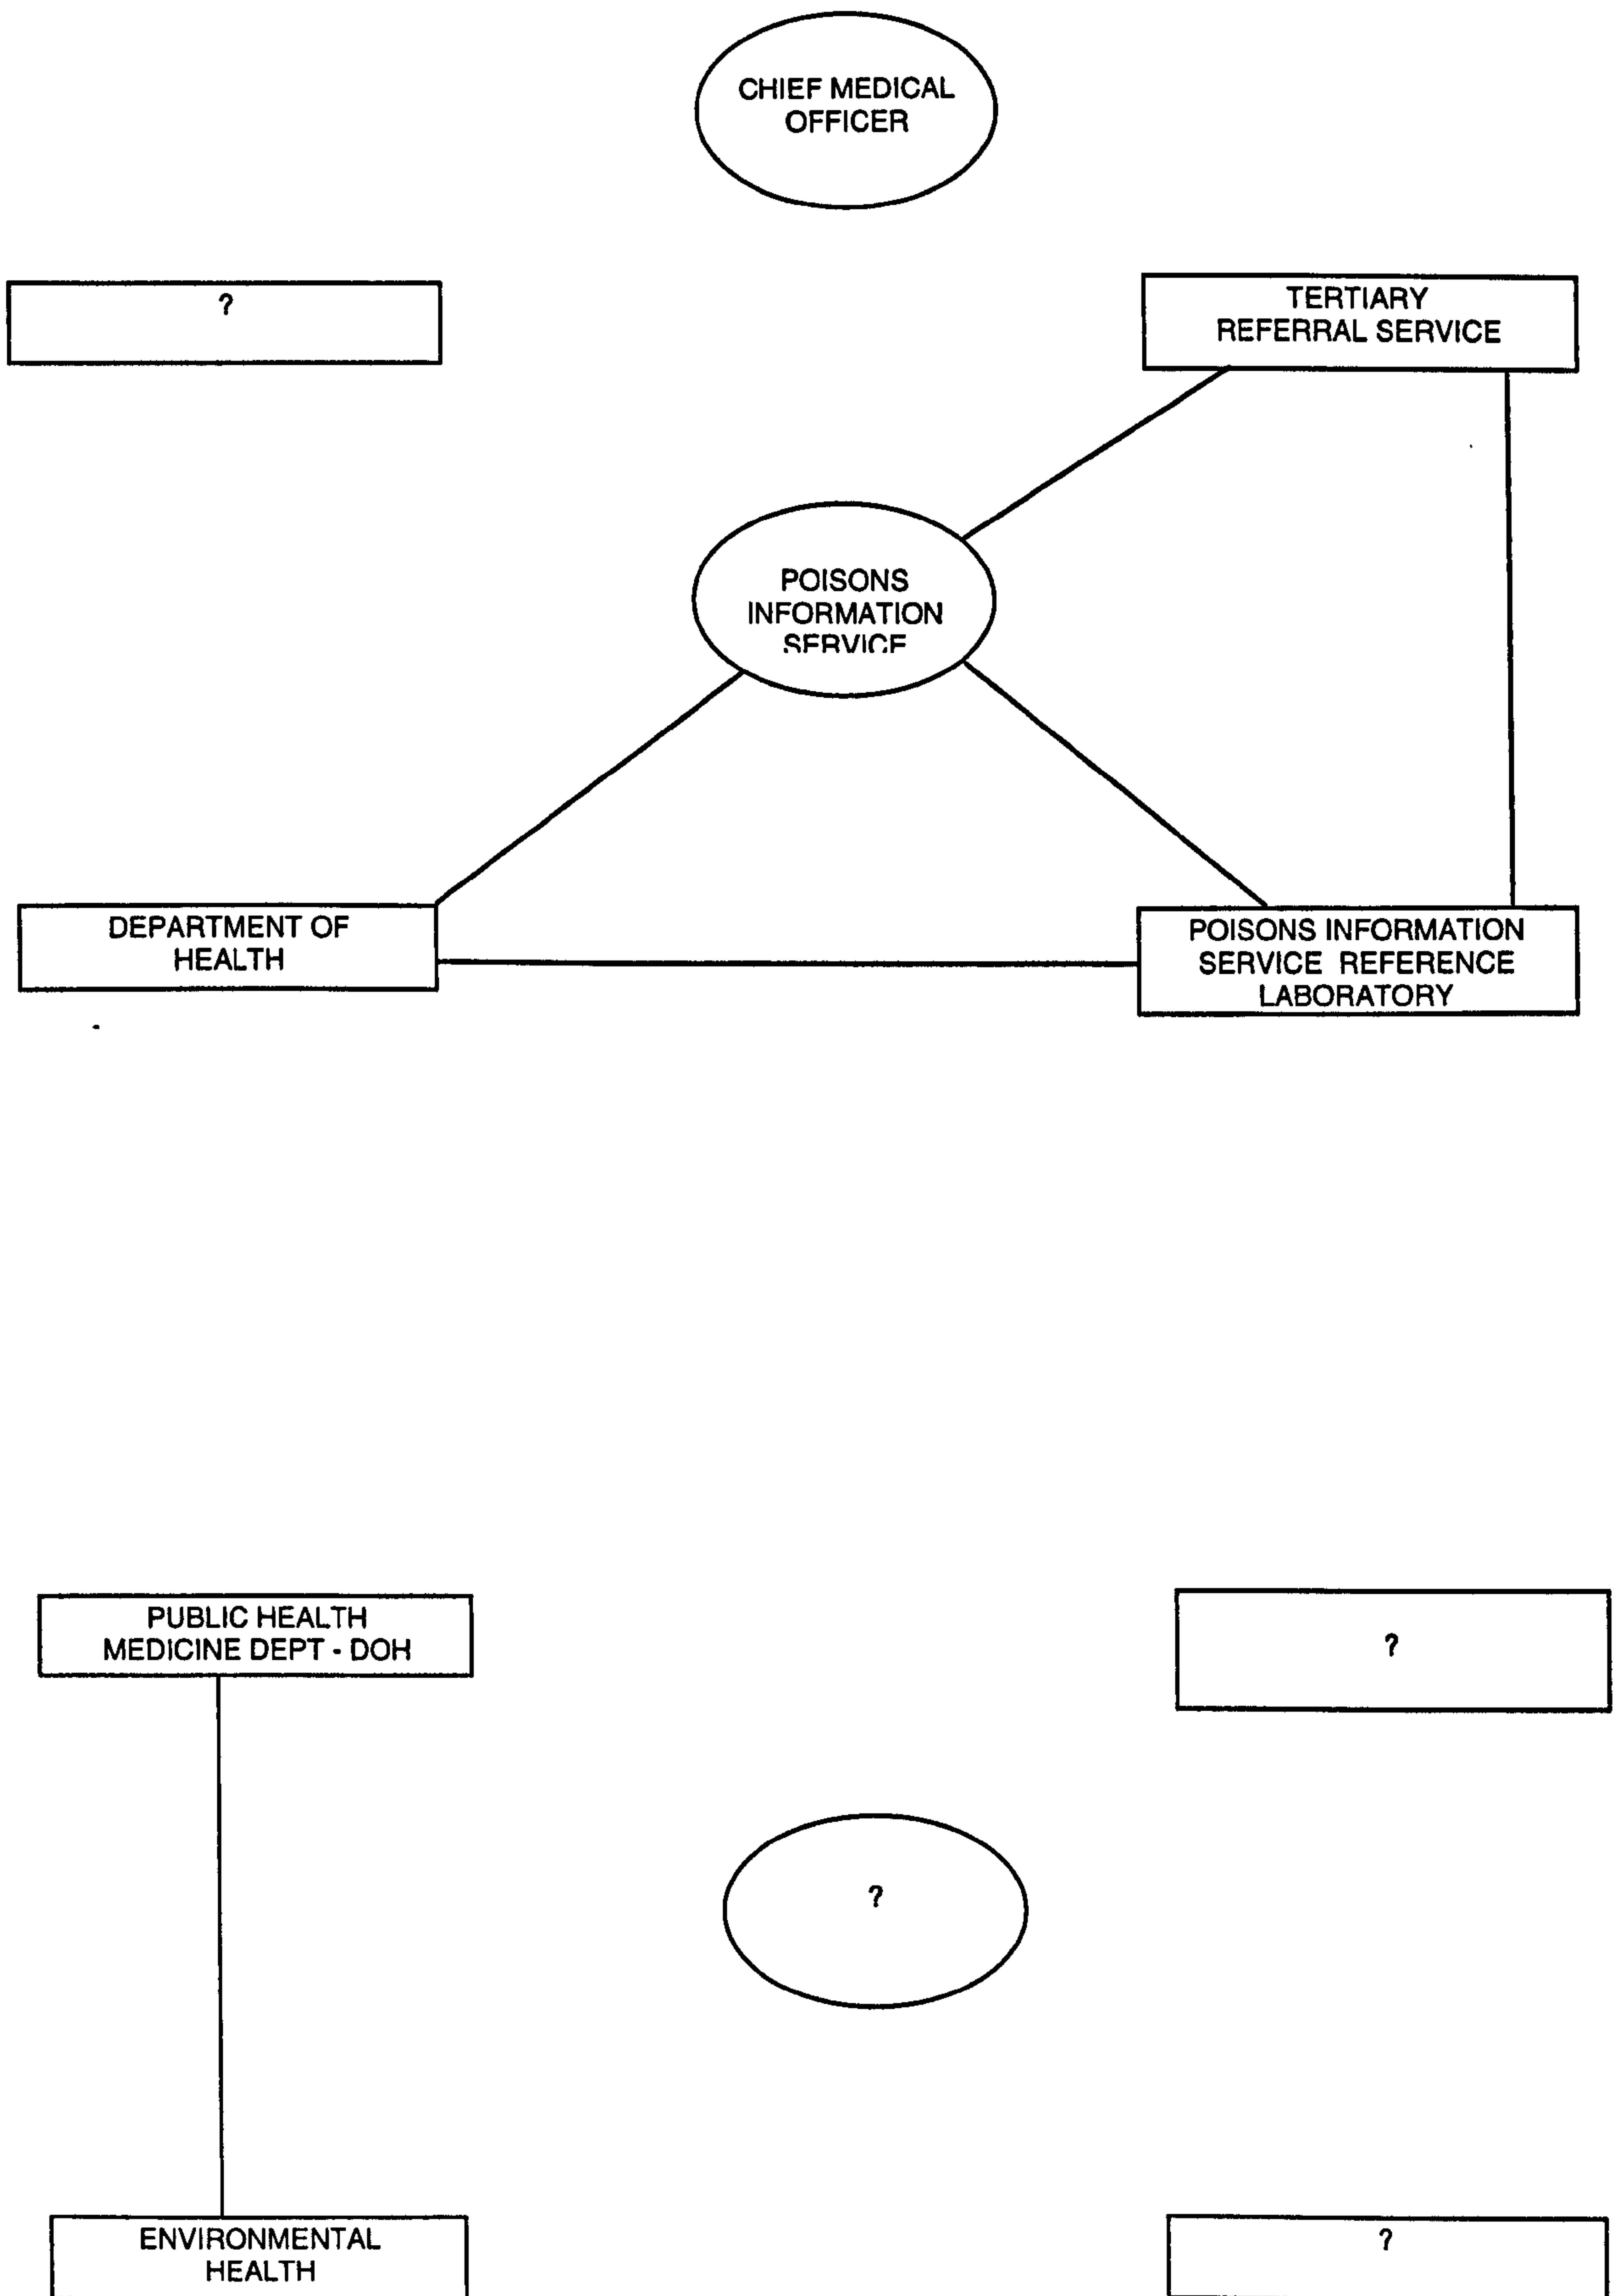 CHIEF MEDICAL
OFFICER
?
TERTIARY
REFERRAL SERVICE
POISONS
INFORMATION
SERVICE
DEPARTMENT OF
HEALTH
POISONS INFORMATION
SERVICE REFERENCE
LABORATORY
PUBLIC HEALTH
MEDICINE DEPT - DOH
?
?
ENVIRONMENTAL
HEALTH
?